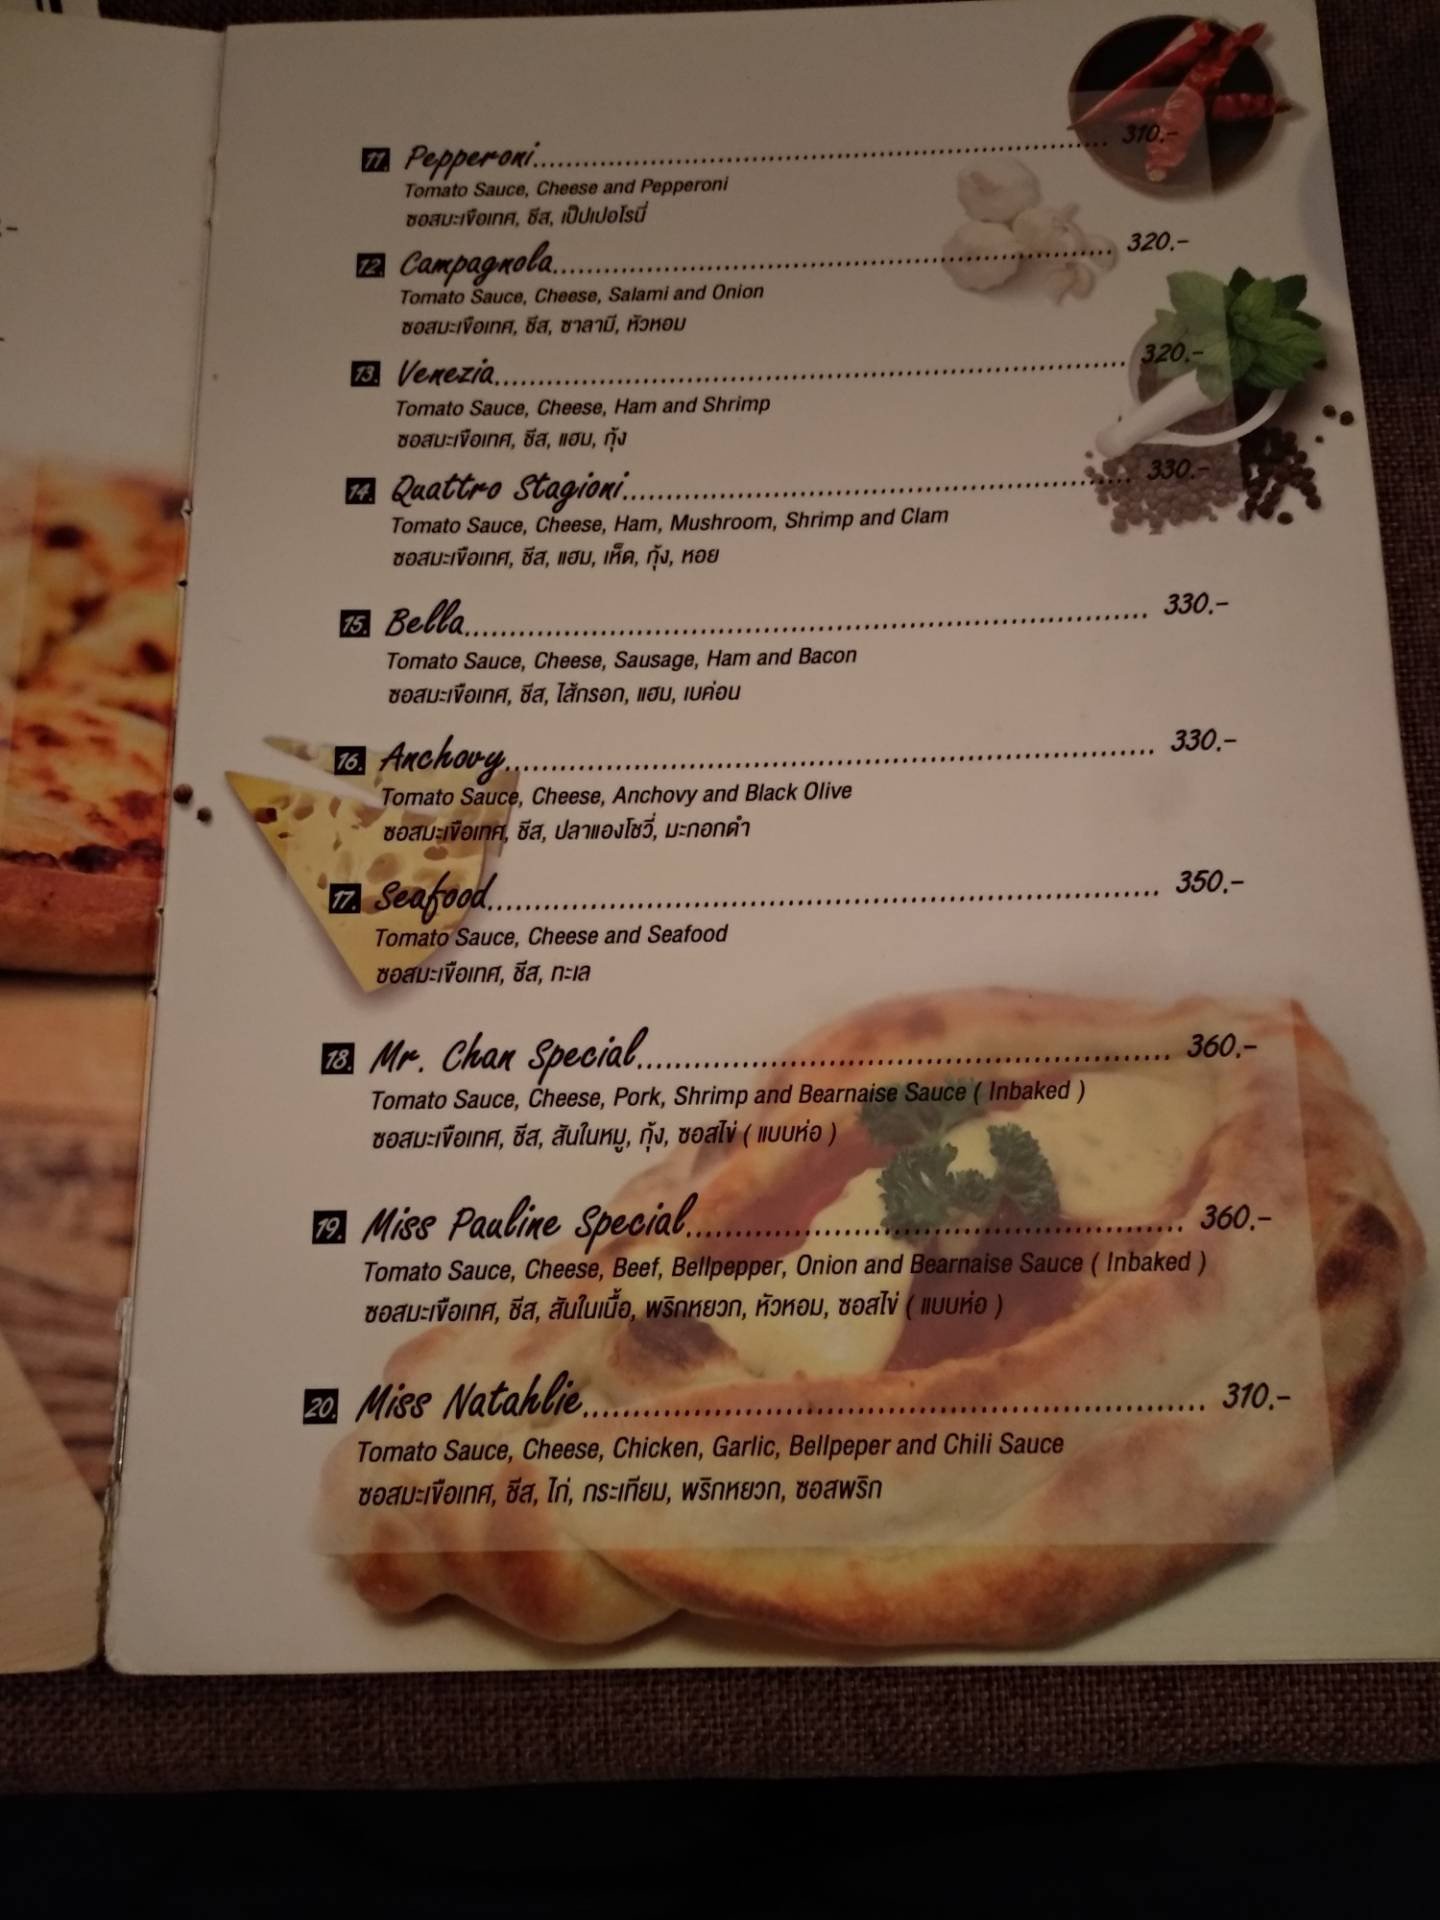 11. Pepperoni 310.-
Tomato Sauce, Cheese and Pepperoni
ซอสมะเขือเทศ, ชีส, เป๊ปเปอโรนี่
12. Campagnola 320.-
Tomato Sauce, Cheese, Salami and Onion
ซอสมะเขือเทศ, ชีส, ซาลามี, หัวหอม
13. Venezia 320.-
Tomato Sauce, Cheese, Ham and Shrimp
ซอสมะเขือเทศ, ชีส, แฮม, กุ้ง
14. Quattro Stagioni 330.-
Tomato Sauce, Cheese, Ham, Mushroom, Shrimp and Clam
ซอสมะเขือเทศ, ชีส, แฮม, เห็ด, กุ้ง, หอย
15. Bella 330.-
Tomato Sauce, Cheese, Sausage, Ham and Bacon
ซอสมะเขือเทศ, ชีส, ไส้กรอก, แฮม, เบค่อน
16. Anchovy 330.-
Tomato Sauce, Cheese, Anchovy and Black Olive
ซอสมะเขือเทศ, ชีส, ปลาแองโชวี่, มะกอกดำ
17. Seafood 350.-
Tomato Sauce, Cheese and Seafood
ซอสมะเขือเทศ, ชีส, ทะเล
18. Mr. Chan Special 360.-
Tomato Sauce, Cheese, Pork, Shrimp and Bearnaise Sauce ( Inbaked )
ซอสมะเขือเทศ, ชีส, สันในหมู, กุ้ง, ซอสไข่ ( แบบห่อ )
19. Miss Pauline Special 360.-
Tomato Sauce, Cheese, Beef, Bellpepper, Onion and Bearnaise Sauce ( Inbaked )
ซอสมะเขือเทศ, ชีส, สันในเนื้อ, พริกหยวก, หัวหอม, ซอสไข่ ( แบบห่อ )
20. Miss Natahlie 310.-
Tomato Sauce, Cheese, Chicken, Garlic, Bellpeper and Chili Sauce
ซอสมะเขือเทศ, ชีส, ไก่, กระเทียม, พริกหยวก, ซอสพริก